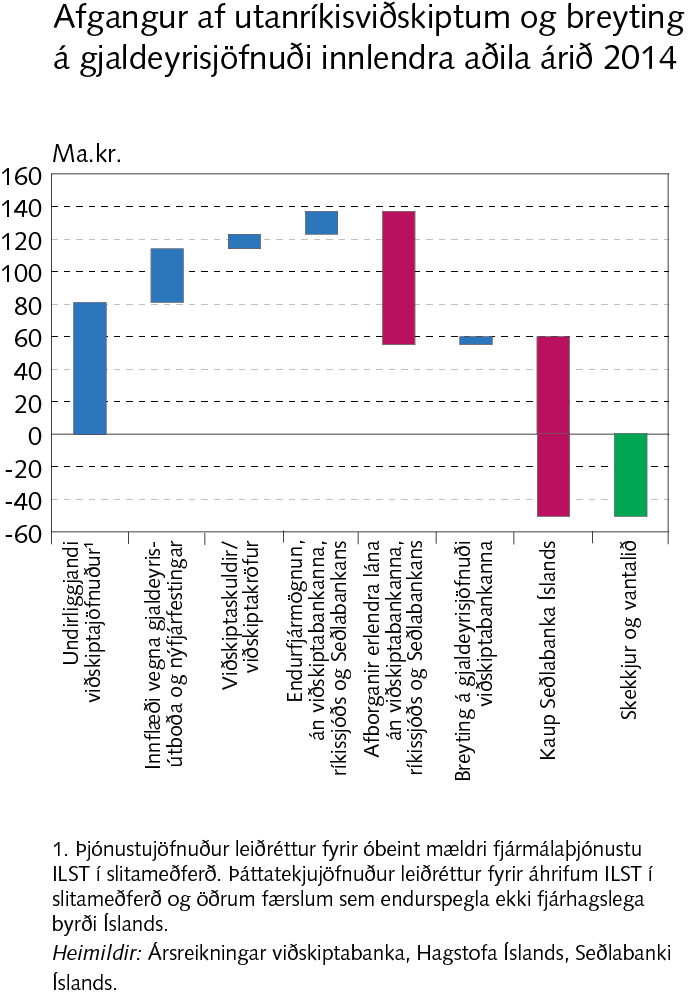 Afgangur af utanríkisviðskiptum og breyting
á gjaldeyrisjöfnuði innlendra aðila árið 2014
Ma.kr.
160
140
120
100
80
60
40
20
0
-20
-40
-60
Undirliggjandi
viðskiptajöfnuður¹
Innflæði vegna gjaldeyris-
útboða og nýfjárfestingar
Viðskiptaskuldir/
viðskiptakröfur
Endurfjármögnun,
án viðskiptabankanna,
ríkissjóðs og Seðlabankans
Afborganir erlendra lána
án viðskiptabankanna,
ríkissjóðs og Seðlabankans
Breyting á gjaldeyrisjöfnuði
viðskiptabankanna
Kaup Seðlabanka Íslands
Skekkjur og vantalið
1. Þjónustujöfnuður leiðréttur fyrir óbeint mældri fjármálaþjónustu
ILST í slitameðferð. Þáttatekjujöfnuður leiðréttur fyrir áhrifum ILST í
slitameðferð og öðrum færslum sem endurspegla ekki fjárhagslega
byrði Íslands.
Heimildir: Ársreikningar viðskiptabanka, Hagstofa Íslands, Seðlabanki
Íslands.